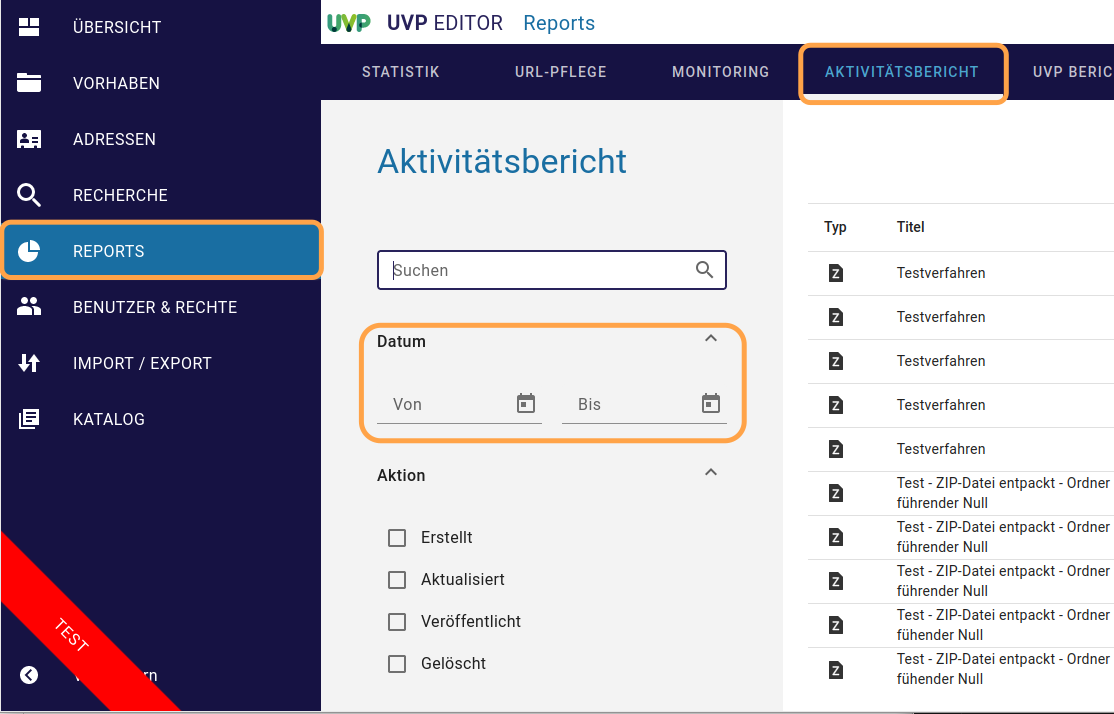 ÜBERSICHT
VORHABEN
ADRESSEN
RECHERCHE
REPORTS
BENUTZER & RECHTE
IMPORT / EXPORT
KATALOG
TEST
UVP UVP EDITOR Reports
STATISTIK URL-PFLEGE MONITORING AKTIVITÄTSBERICHT UVP BERIC
Aktivitätsbericht
Suchen
Datum
Von Bis
Aktion
Erstellt
Aktualisiert
Veröffentlicht
Gelöscht
Typ Titel
Z Testverfahren
Z Testverfahren
Z Testverfahren
Z Testverfahren
Z Testverfahren
Z Test - ZIP-Datei entpackt - Ordner
führender Null
Z Test - ZIP-Datei entpackt - Ordner
führender Null
Z Test - ZIP-Datei entpackt - Ordner
führender Null
Z Test - ZIP-Datei entpackt - Ordner
fühender Null
Z Test - ZIP-Datei entpackt - Ordner
fühender Null